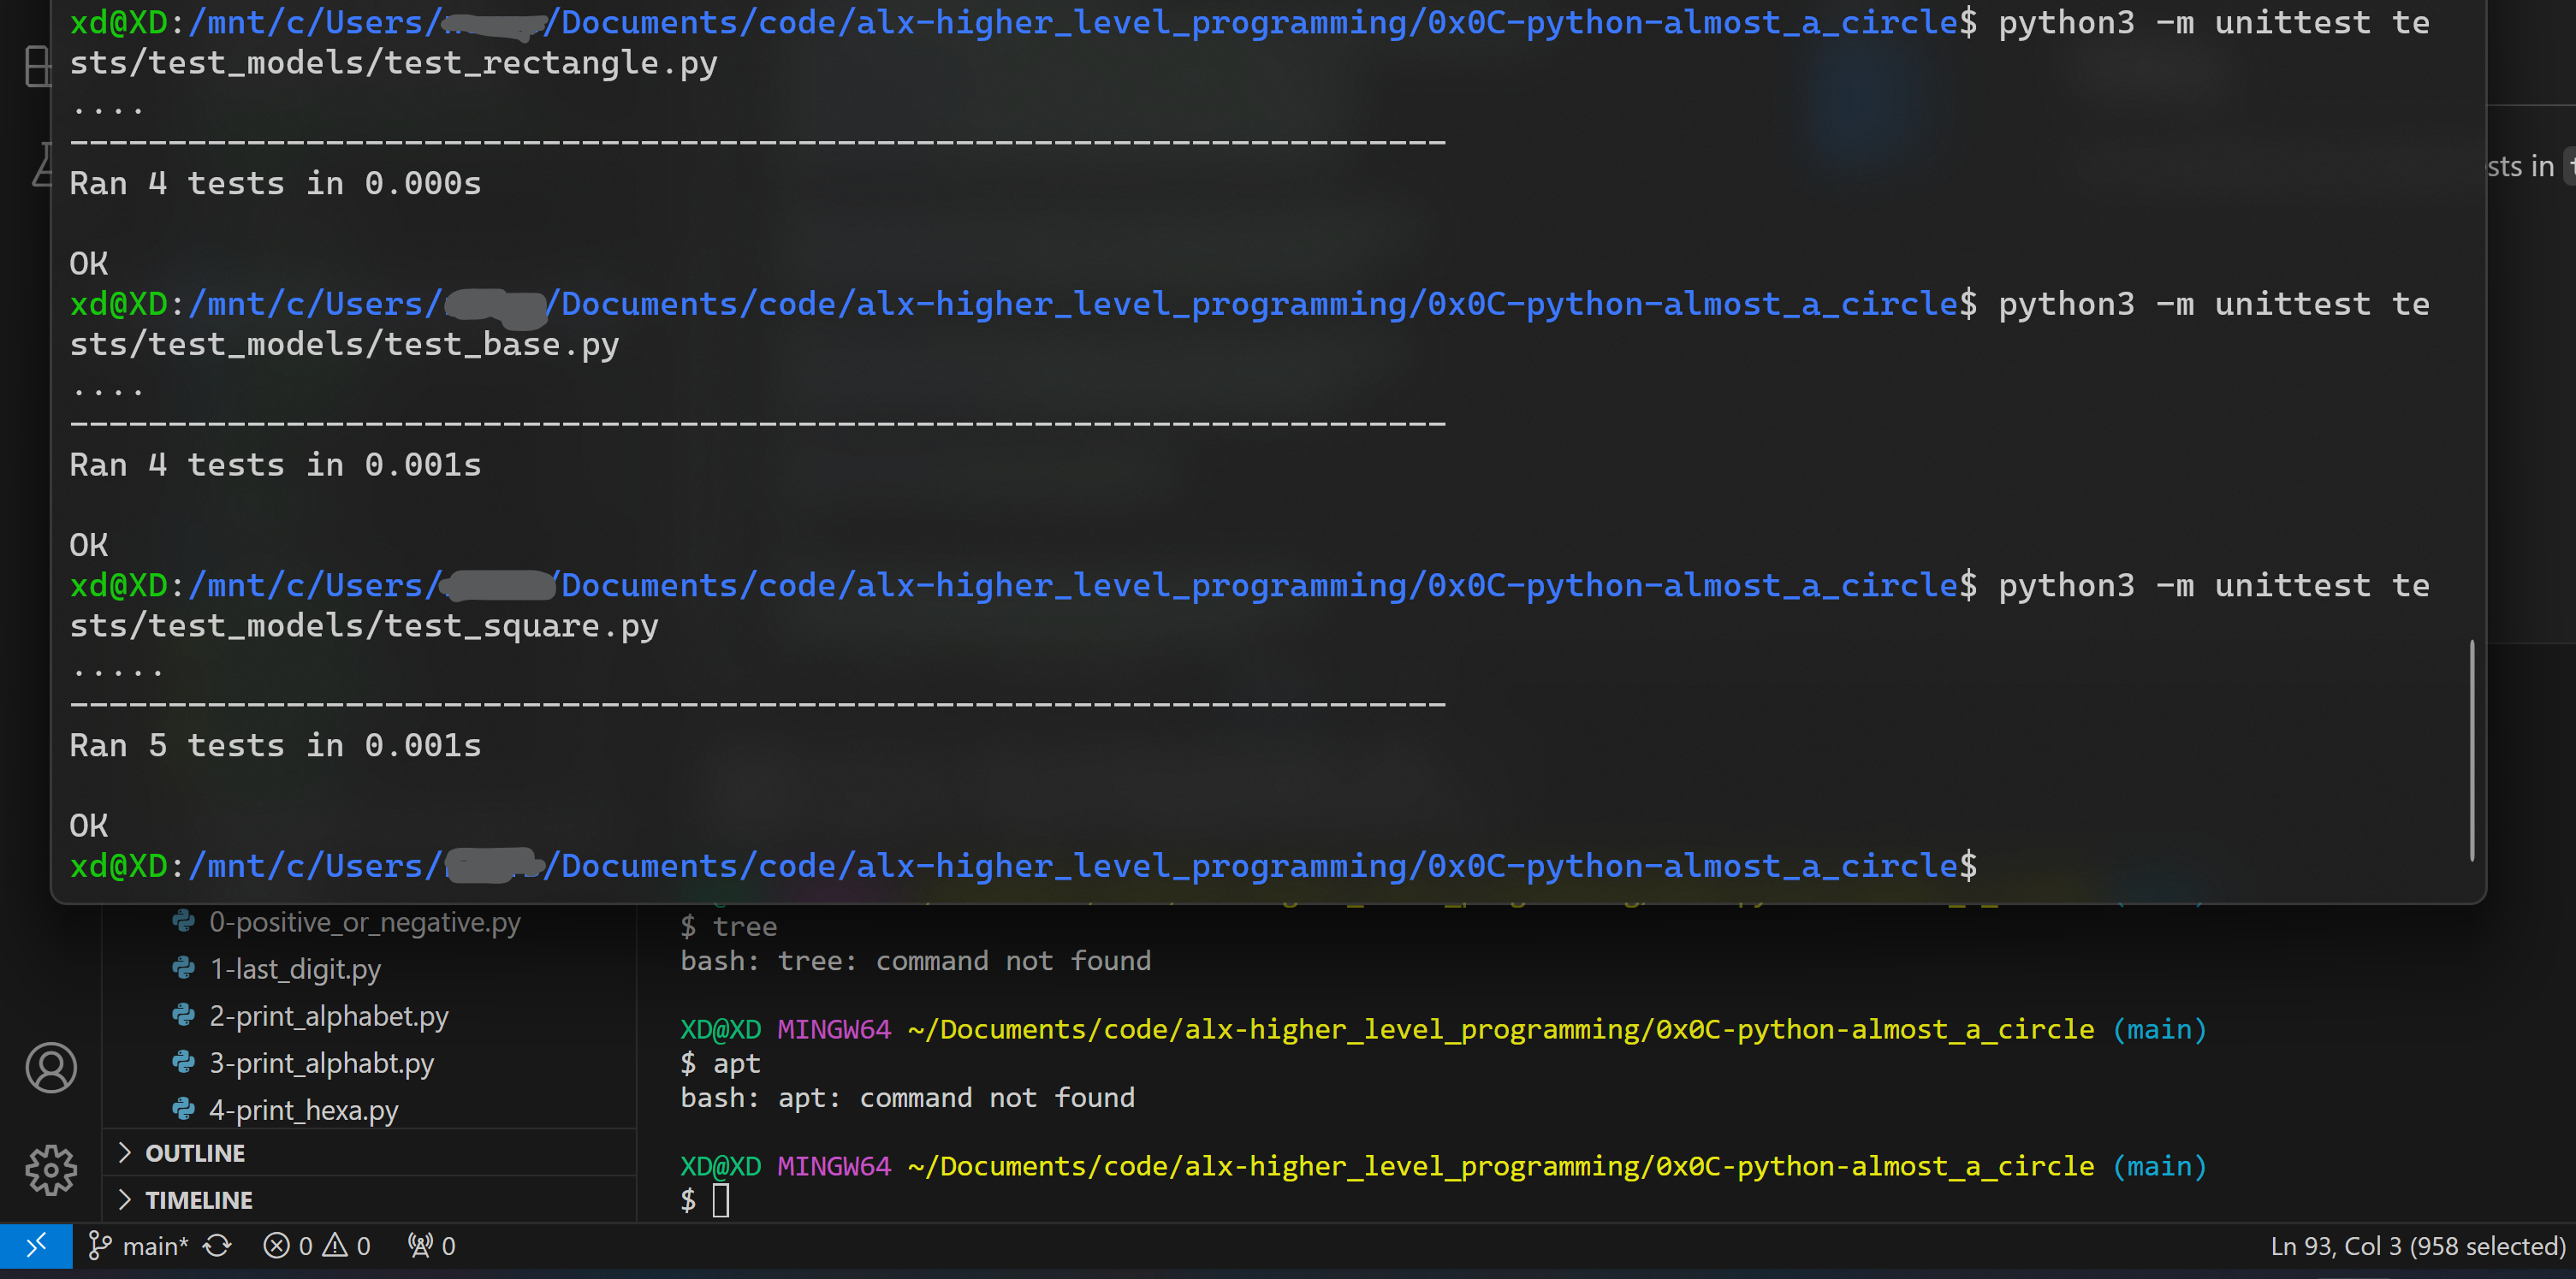 xd@XD:/mnt/c/Users/ /Documents/code/alx-higher_level_programming/0x0C-python-almost_a_circle$ python3 -m unittest te
sts/test_models/test_rectangle.py
....
----------------------------------------------------------------------
Ran 4 tests in 0.000s
OK
xd@XD:/mnt/c/Users/ /Documents/code/alx-higher_level_programming/0x0C-python-almost_a_circle$ python3 -m unittest te
sts/test_models/test_base.py
....
----------------------------------------------------------------------
Ran 4 tests in 0.001s
OK
xd@XD:/mnt/c/Users/ /Documents/code/alx-higher_level_programming/0x0C-python-almost_a_circle$ python3 -m unittest te
sts/test_models/test_square.py
.....
----------------------------------------------------------------------
Ran 5 tests in 0.001s
OK
xd@XD:/mnt/c/Users/ /Documents/code/alx-higher_level_programming/0x0C-python-almost_a_circle$
sts in
0-positive_or_negative.py
1-last_digit.py
2-print_alphabet.py
3-print_alphabt.py
4-print_hexa.py
OUTLINE
TIMELINE
$ tree
bash: tree: command not found
XD@XD MINGW64 ~/Documents/code/alx-higher_level_programming/0x0C-python-almost_a_circle (main)
$ apt
bash: apt: command not found
XD@XD MINGW64 ~/Documents/code/alx-higher_level_programming/0x0C-python-almost_a_circle (main)
$
main* 0 0 0
Ln 93, Col 3 (958 selected)